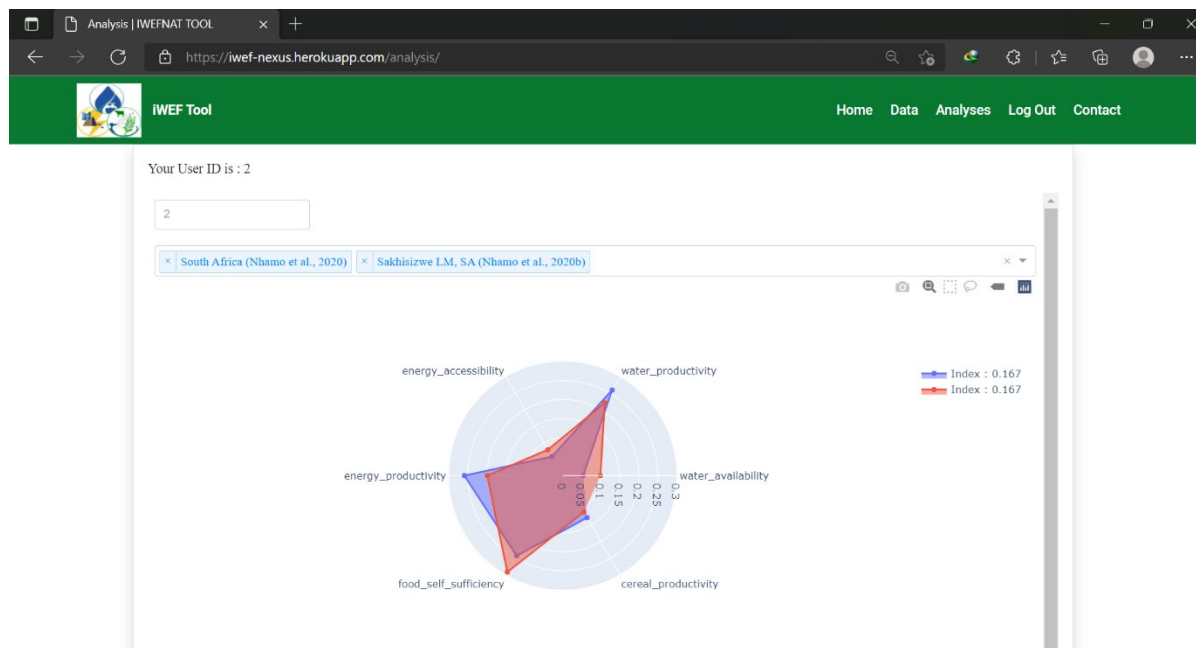 Analysis | IWEFNAT TOOL
https://iwef-nexus.herokuapp.com/analysis/
iWEF Tool
Home Data Analyses Log Out Contact
Your User ID is : 2
2
× South Africa (Nhamo et al., 2020) × Sakhisizwe LM, SA (Nhamo et al., 2020b) ×
energy_accessibility
water_productivity
Index : 0.167
Index : 0.167
energy_productivity
water_availability
0 0.05 0.1 0.15 0.2 0.25 0.3
food_self_sufficiency
cereal_productivity